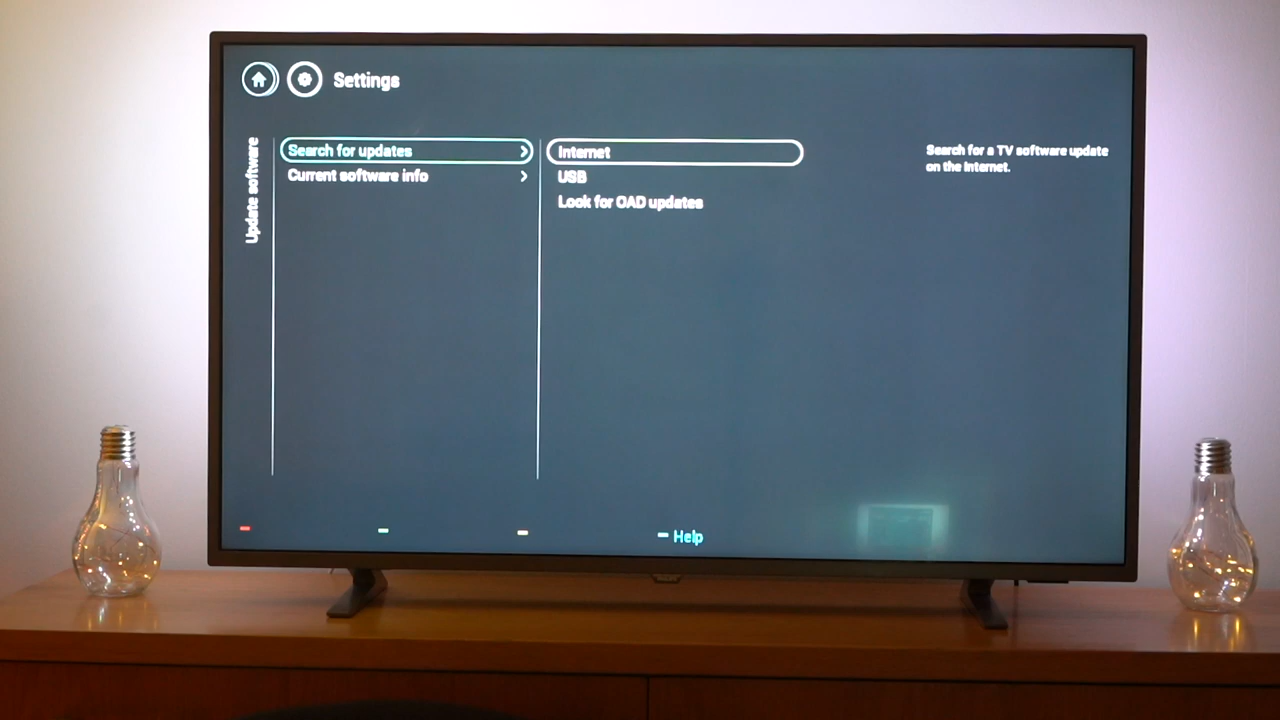 Settings
Update software
Search for updates
Current software info
Internet
USB
Look for OAD updates
Search for a TV software update
on the Internet.
Help